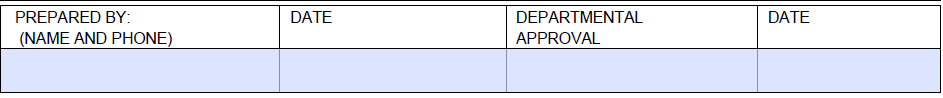 PREPARED BY: DATE DEPARTMENTAL DATE
(NAME AND PHONE) APPROVAL